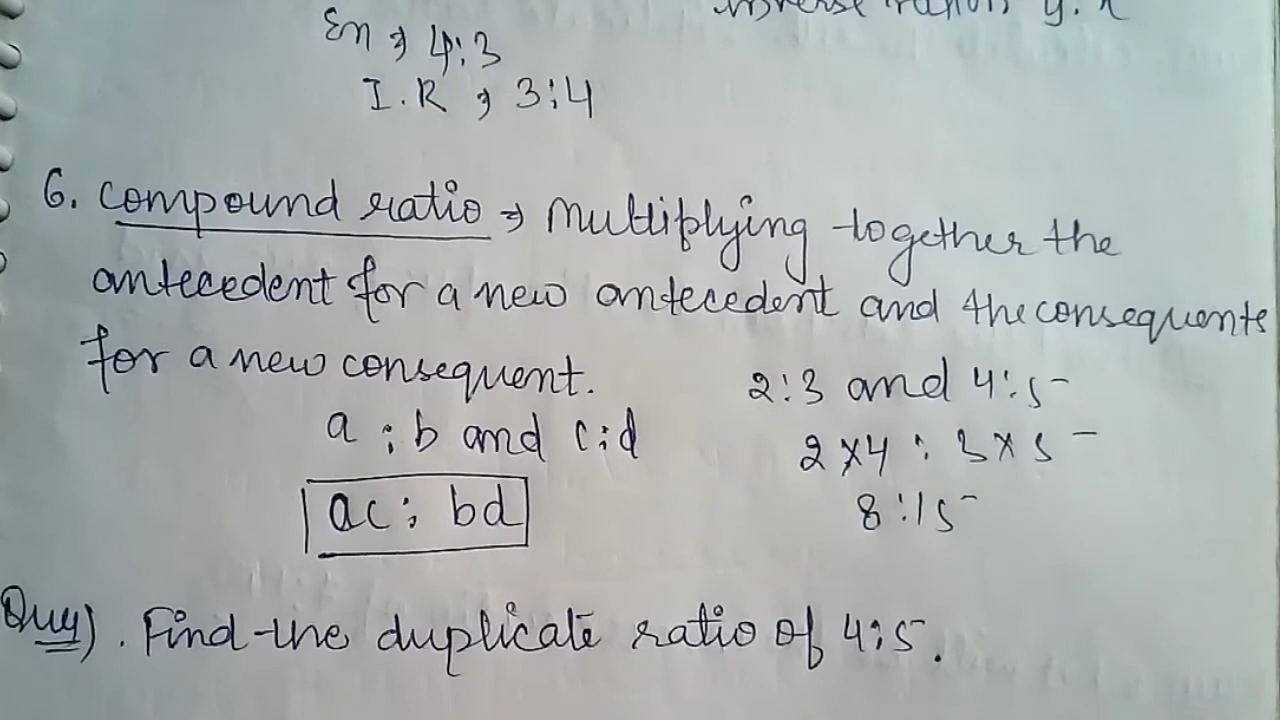 inverse ration y:x
En → 4:3
I.R → 3:4
6. compound ratio → multiplying together the
antecedent for a new antecedent and the consequents
for a new consequent.
a : b and c:d
ac : bd
2:3 and 4:5
2×4 : 3×5
8:15
Find the duplicate ratio of 4:5.